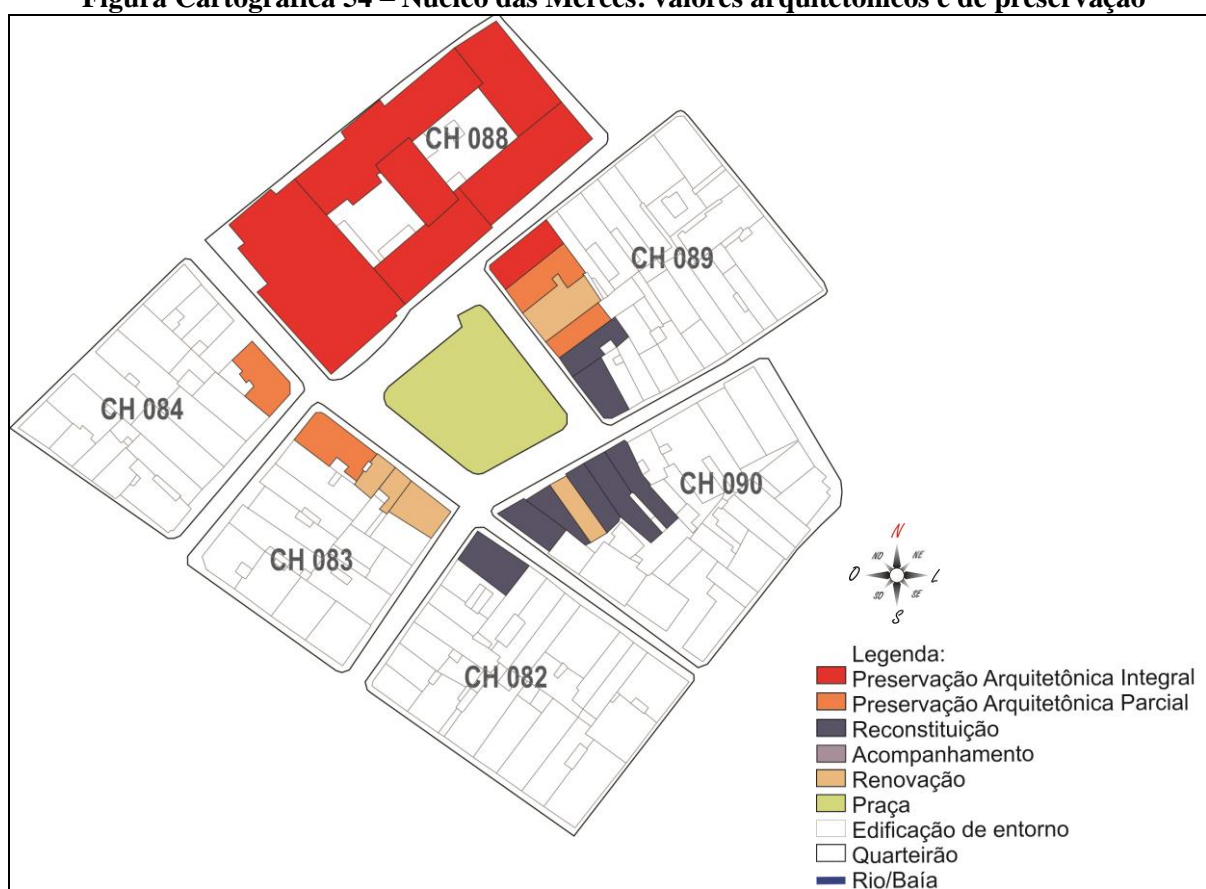 Figura Cartográfica 34 – Núcleo das Mercês: valores arquitetônicos e de preservação
CH 088
CH 089
CH 084
CH 090
CH 083
CH 082
N
NO NE
O L
SO SE
S
Legenda:
Preservação Arquitetônica Integral
Preservação Arquitetônica Parcial
Reconstituição
Acompanhamento
Renovação
Praça
Edificação de entorno
Quarteirão
Rio/Baía